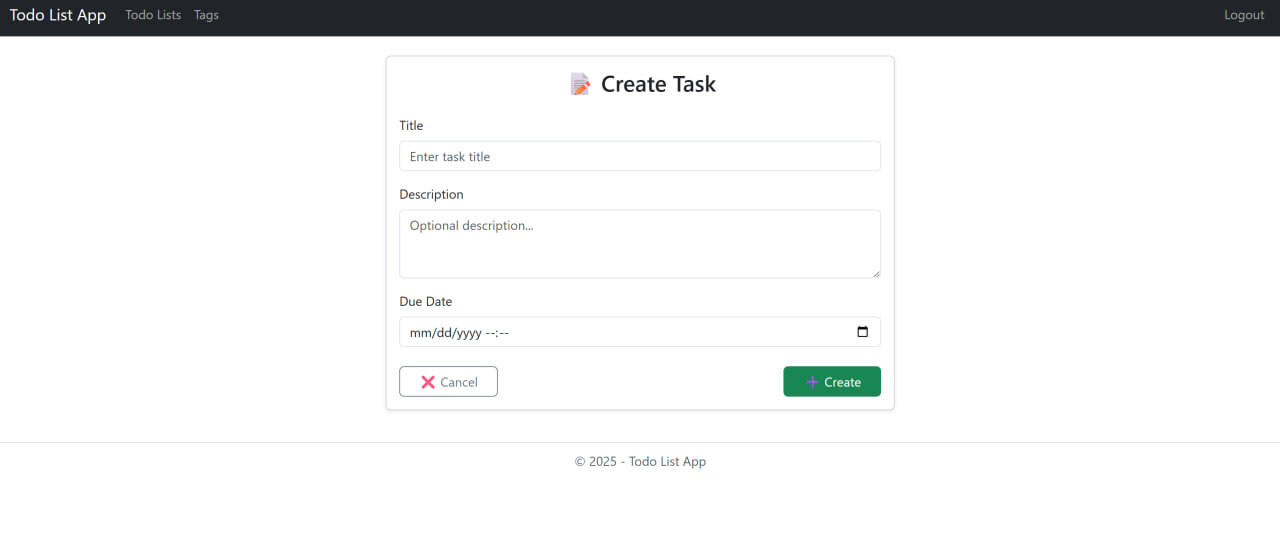 Todo List App Todo Lists Tags Logout
Create Task
Title
Enter task title
Description
Optional description...
Due Date
mm/dd/yyyy --:--
Cancel Create
© 2025 - Todo List App